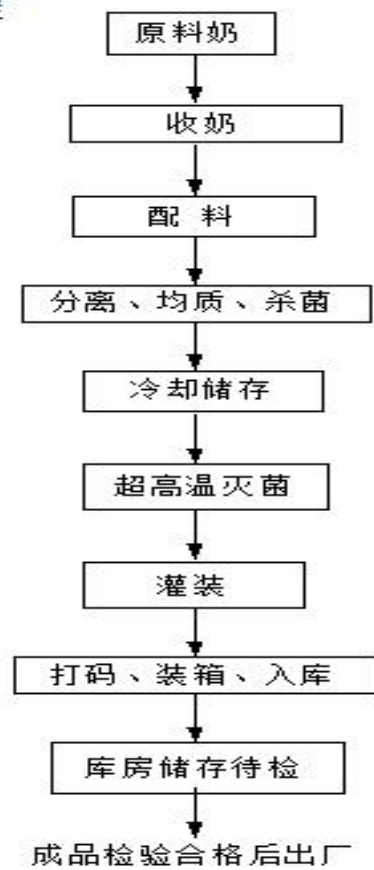 原料奶
收奶
配 料
分离、均质、杀菌
冷却储存
超高温灭菌
灌装
打码、装箱、入库
库房储存待检
成品检验合格后出厂